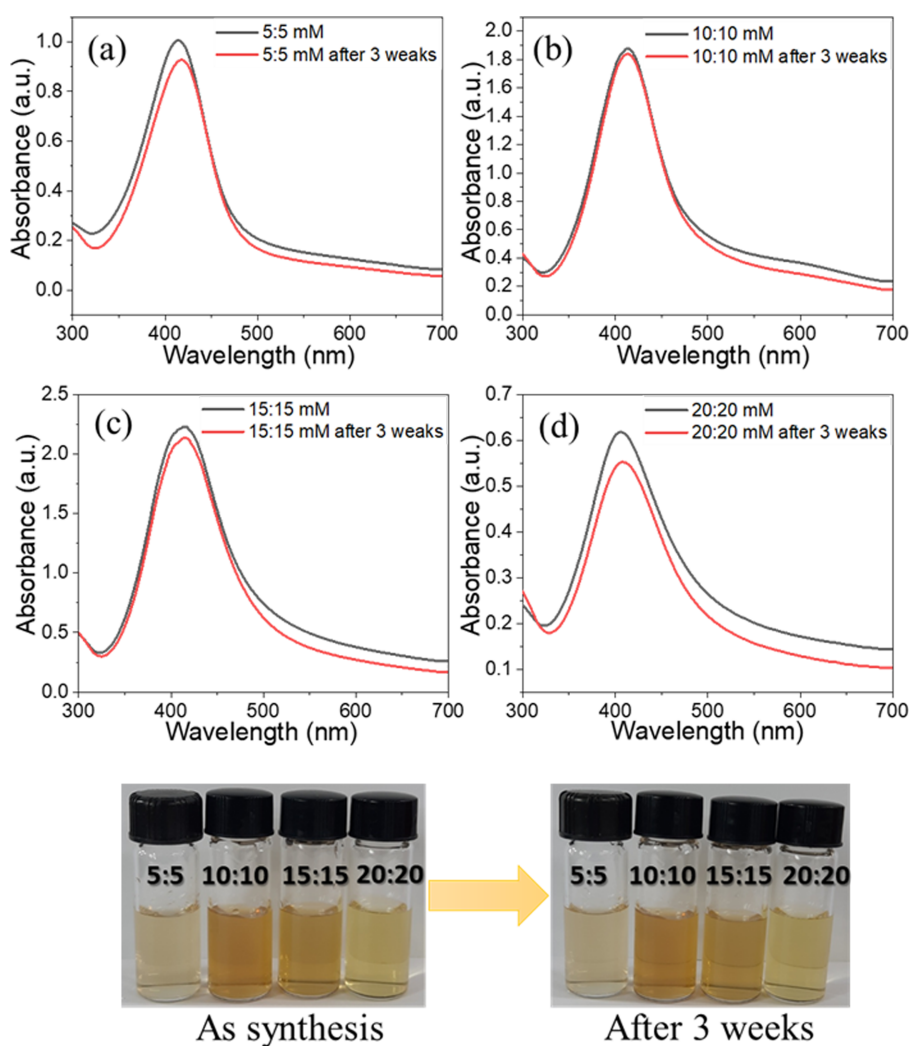 (a)
5:5 mM
5:5 mM after 3 weaks
Absorbance (a.u.)
1.0
0.8
0.6
0.4
0.2
0.0
300 400 500 600 700
Wavelength (nm)
(b)
10:10 mM
10:10 mM after 3 weaks
Absorbance (a.u.)
2.0
1.8
1.6
1.4
1.2
1.0
0.8
0.6
0.4
0.2
0.0
300 400 500 600 700
Wavelength (nm)
(c)
15:15 mM
15:15 mM after 3 weaks
Absorbance (a.u.)
2.5
2.0
1.5
1.0
0.5
0.0
300 400 500 600 700
Wavelength (nm)
(d)
20:20 mM
20:20 mM after 3 weaks
Absorbance (a.u.)
0.7
0.6
0.5
0.4
0.3
0.2
0.1
300 400 500 600 700
Wavelength (nm)
5:5 10:10 15:15 20:20
5:5 10:10 15:15 20:20
As synthesis
After 3 weeks